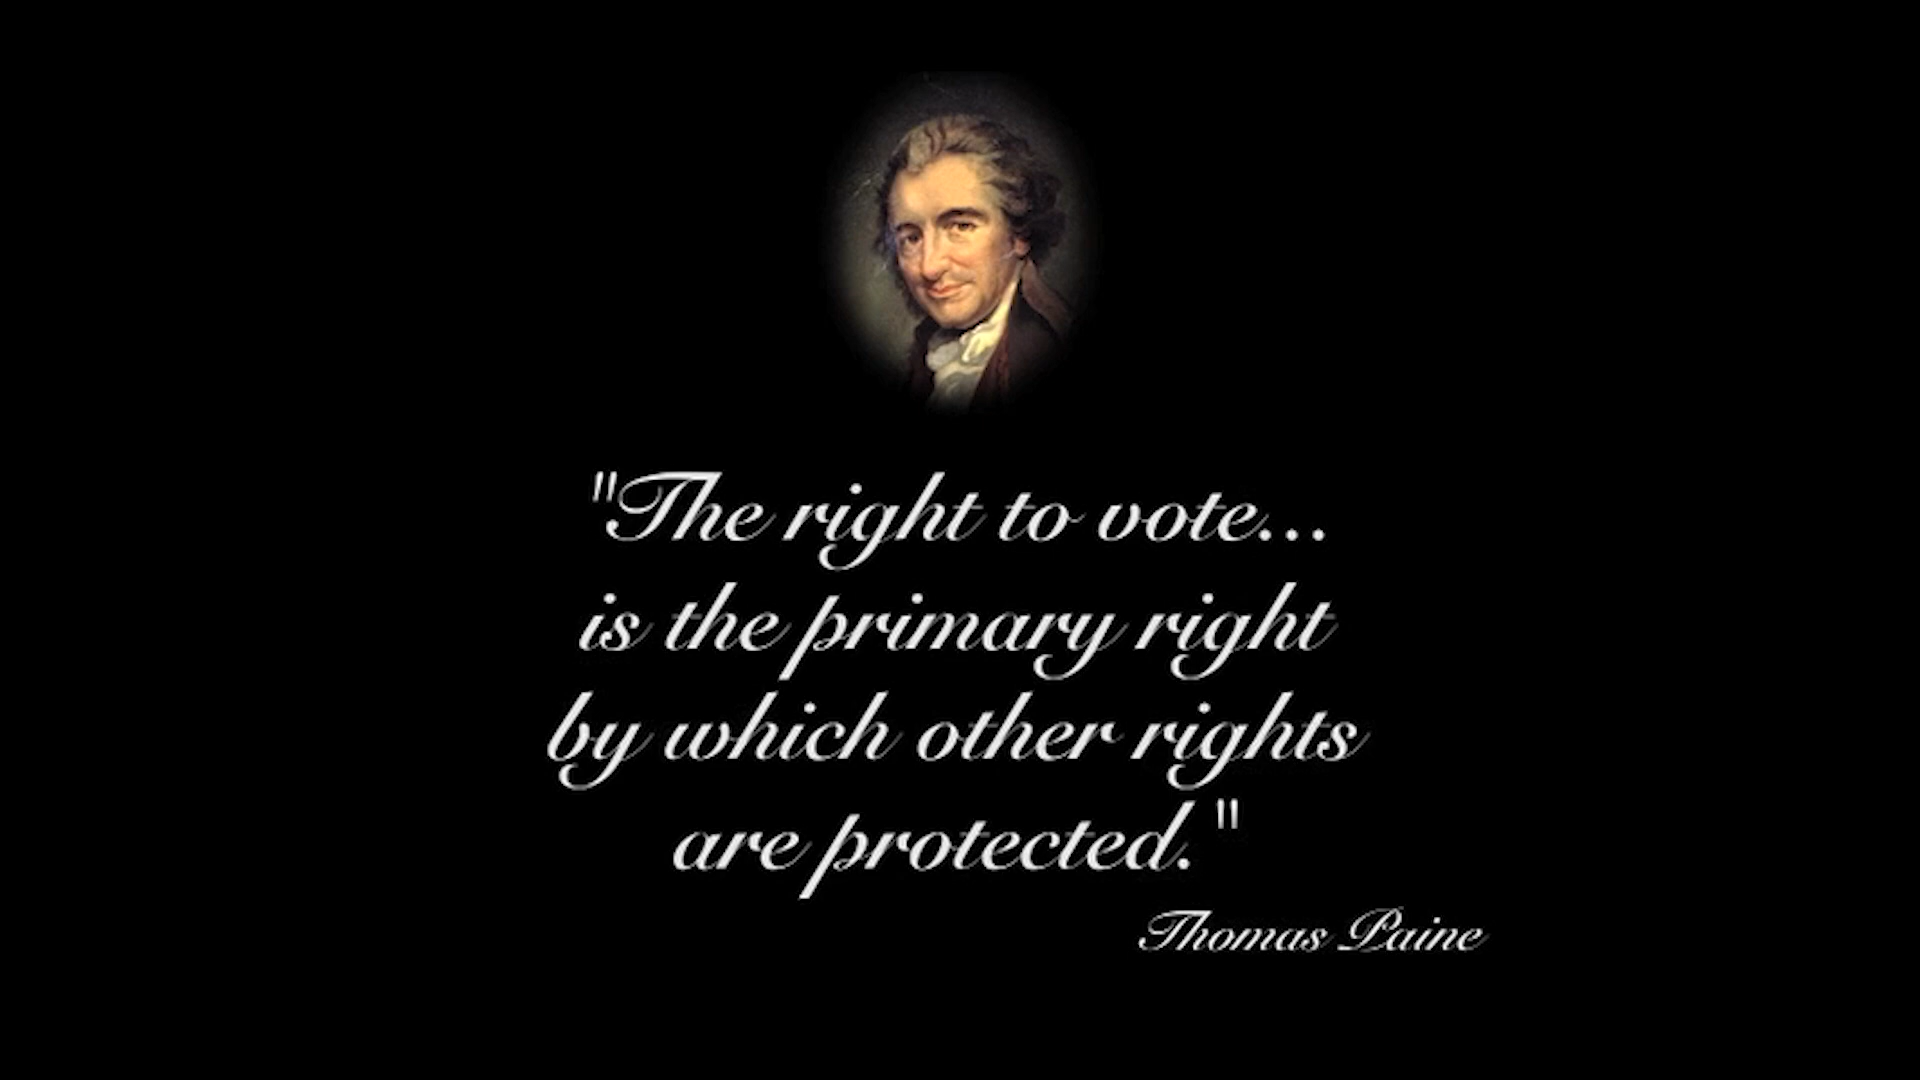 "The right to vote...
is the primary right
by which other rights
are protected."
Thomas Paine